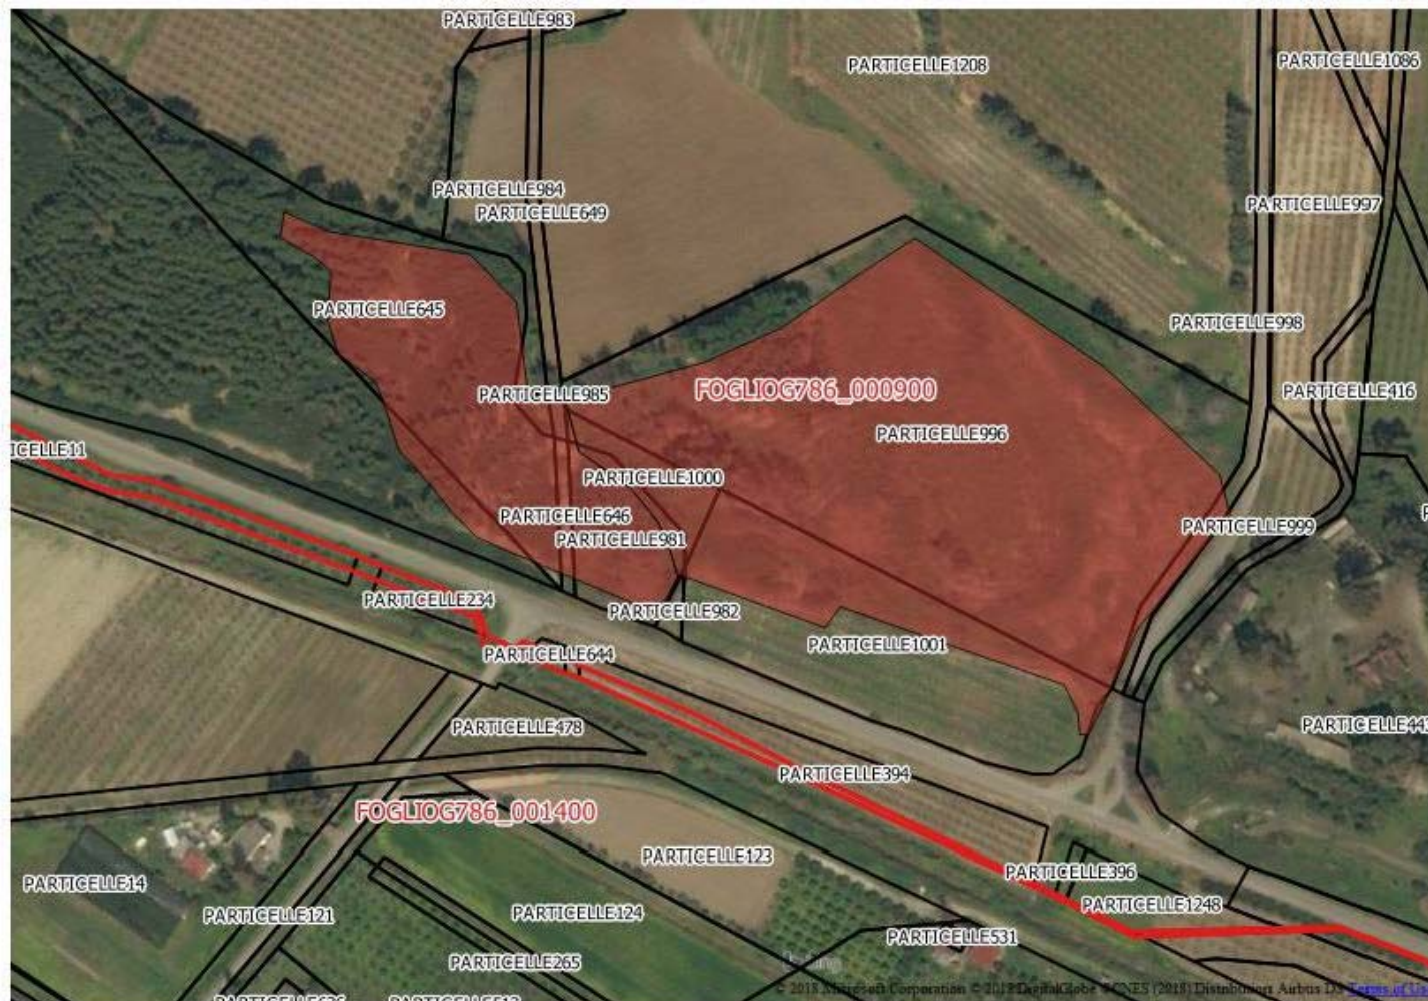 PARTICELLE983
PARTICELLE1208
PARTICELLE1086
PARTICELLE984
PARTICELLE649
PARTICELLE997
PARTICELLE645
PARTICELLE998
PARTICELLE985
FOGLIOG786_000900
PARTICELLE416
PARTICELLE996
ICELLE11
PARTICELLE1000
PARTICELLE646
PARTICELLE981
PARTICELLE999
PARTICELLE234
PARTICELLE982
PARTICELLE644
PARTICELLE1001
PARTICELLE478
PARTICELLE44
PARTICELLE394
FOGLIOG786_001400
PARTICELLE123
PARTICELLE14
PARTICELLE396
PARTICELLE121
PARTICELLE124
PARTICELLE1248
PARTICELLE531
PARTICELLE265
© 2018 Microsoft Corporation © 2018 DigitalGlobe ©CNES (2018) Distribution Airbus DS Terms of Us